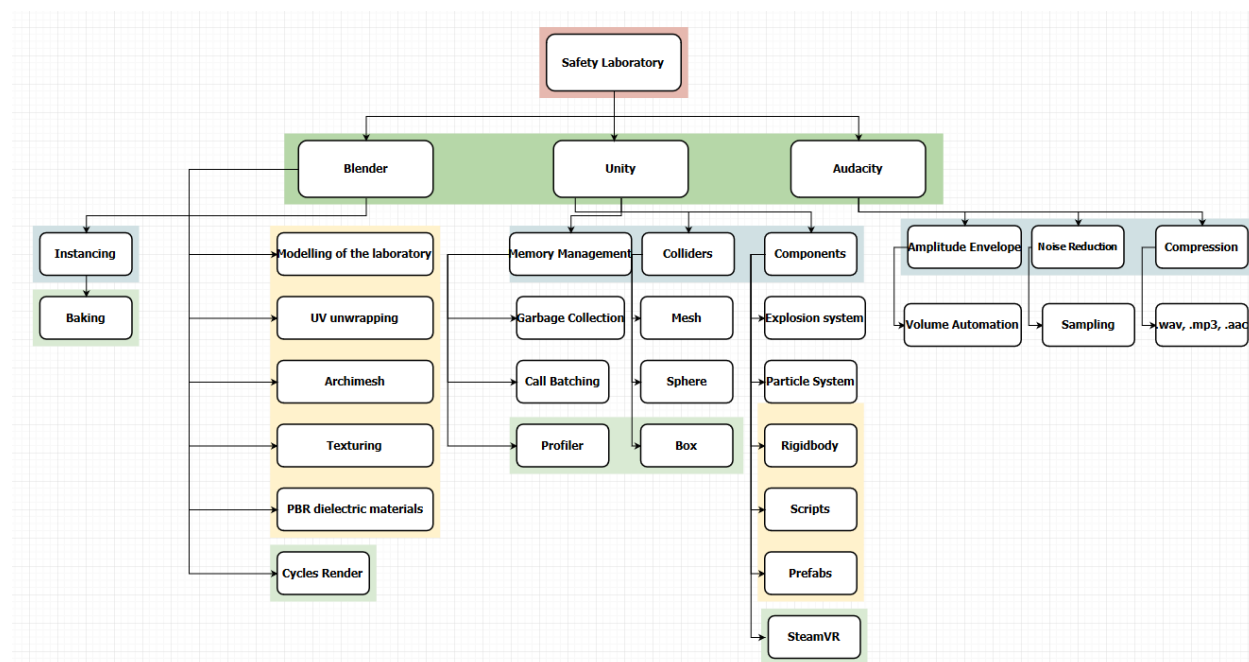 Safety Laboratory
Blender
Unity
Audacity
Instancing
Modelling of the laboratory
Memory Management
Colliders
Components
Amplitude Envelope
Noise Reduction
Compression
Baking
UV unwrapping
Garbage Collection
Mesh
Explosion system
Volume Automation
Sampling
.wav, .mp3, .aac
Archimesh
Call Batching
Sphere
Particle System
Texturing
Profiler
Box
Rigidbody
PBR dielectric materials
Scripts
Cycles Render
Prefabs
SteamVR